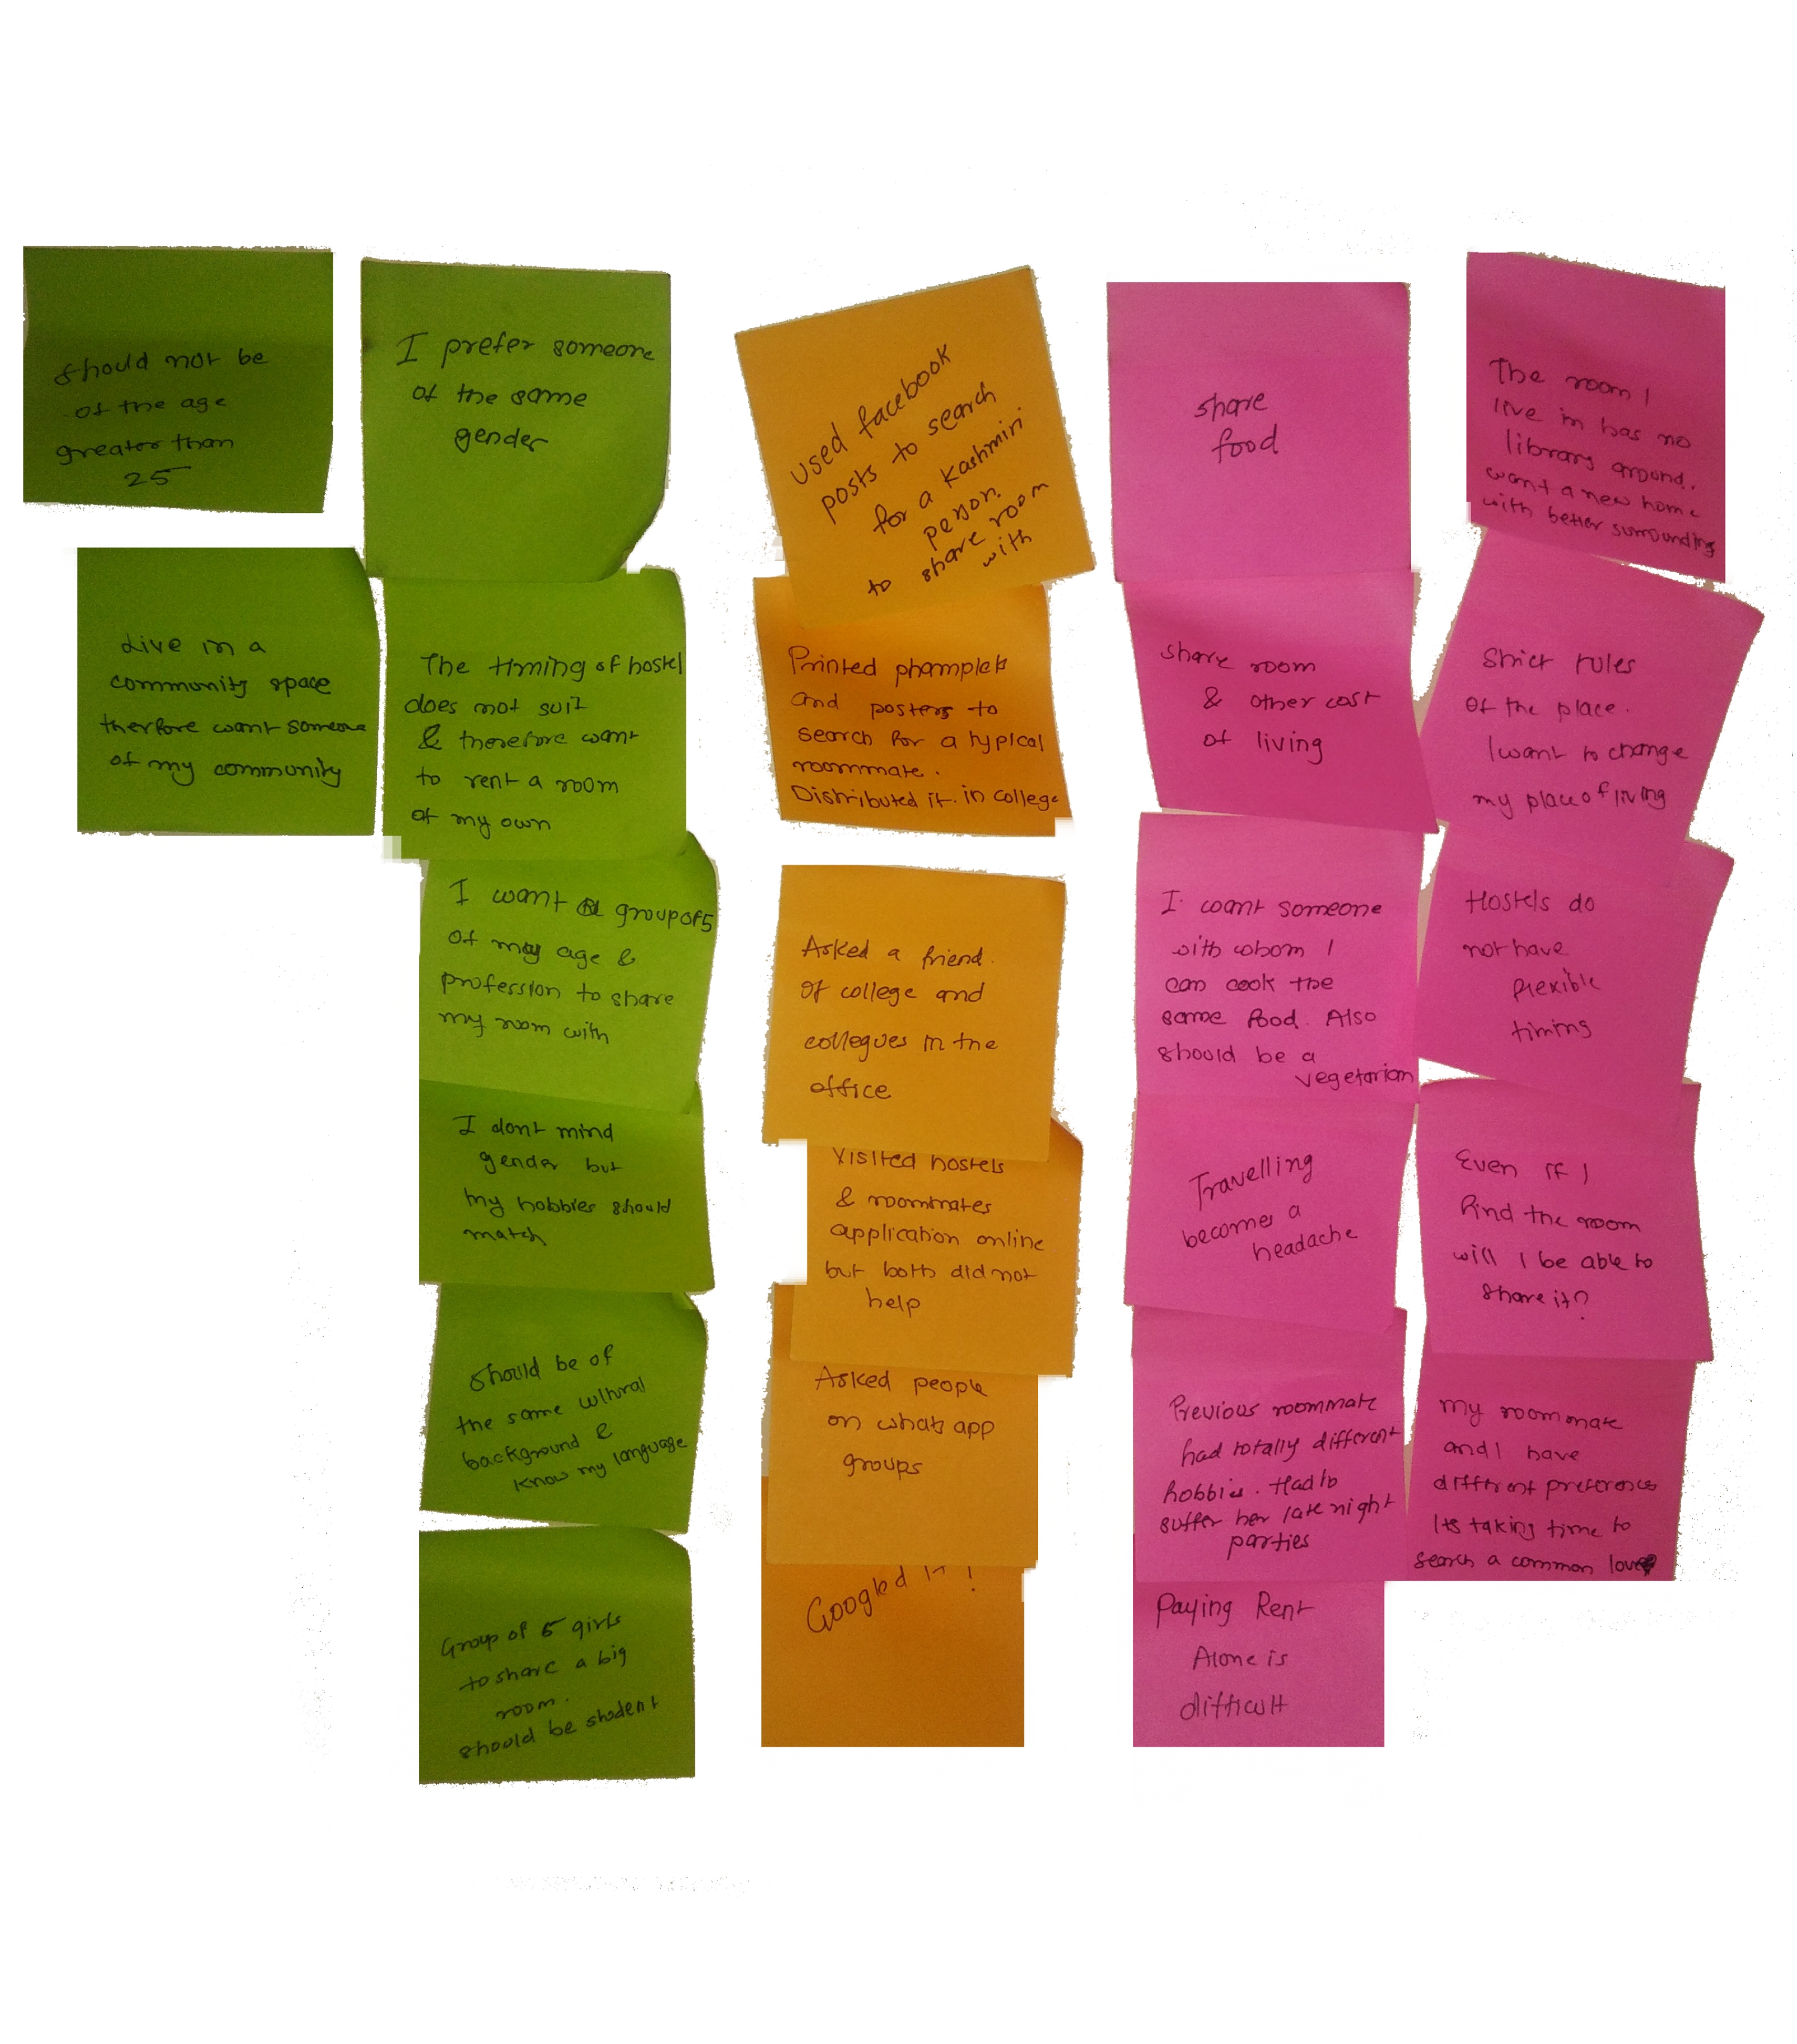 should not be
of the age
greater than
25
Live in a
community space
therfore want someone
of my community
I prefer someone
of the same
gender
The timing of hostel
does not suit
& therefore want
to rent a room
of my own
I want a group of 5
of my age &
profession to share
my room with
I dont mind
gender but
my hobbies should
match
should be of
the same cultural
background &
know my language
Group of 5 girls
to share a big
room.
should be student
used facebook
posts to search
for a Kashmiri
person.
to share room
with
Printed phamplets
and posters to
search for a typical
roommate.
Distributed it in college
Asked a friend.
of college and
collegues in the
office
Visited hostels
& roommates
application online
but both did not
help
Asked people
on whats app
groups
Googled it !
share
food
share room
& other cost
of living
I want someone
with whom I
can cook the
same food. Also
should be a
vegetarian
Travelling
becomes a
headache
Previous roommate
had totally different
hobbies. Had to
suffer her late night
parties
Paying Rent
Alone is
difficult
The room I
live in has no
library around.
want a new home
with better surrounding
Strict rules
of the place.
I want to change
my place of living
Hostels do
not have
flexible
timing
Even if I
find the room
will I be able to
share it?
my roommate
and I have
different preferences
Its taking time to
search a common